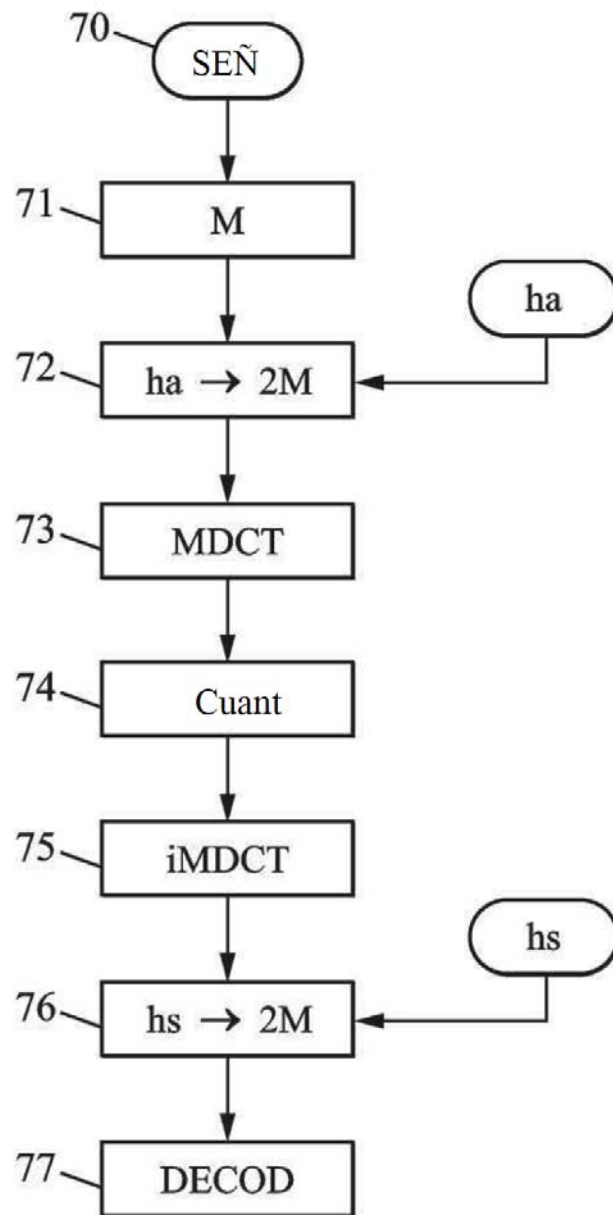 70 SEÑ
71 M
ha
72 ha → 2M
73 MDCT
74 Cuant
75 iMDCT
hs
76 hs → 2M
77 DECOD